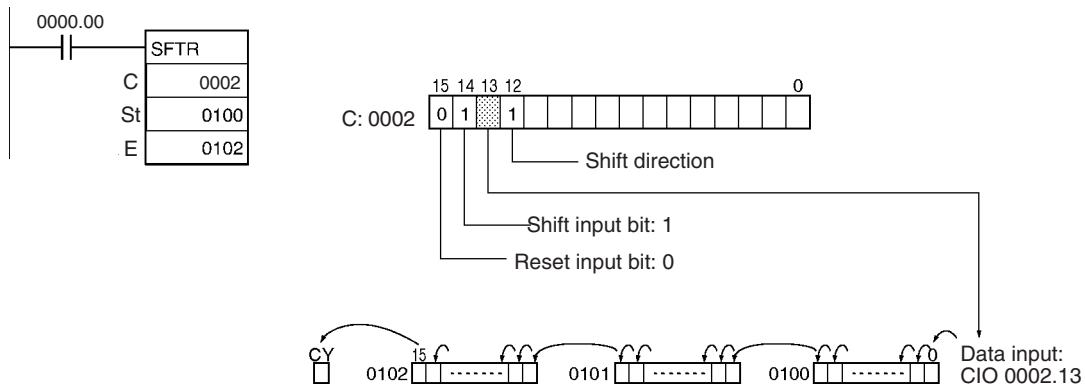 0000.00
SFTR
C 0002
St 0100
E 0102
15 14 13 12 0
C: 0002 0 1 1
Shift direction
Shift input bit: 1
Reset input bit: 0
CY 15 0
0102 0101 0100
Data input:
CIO 0002.13